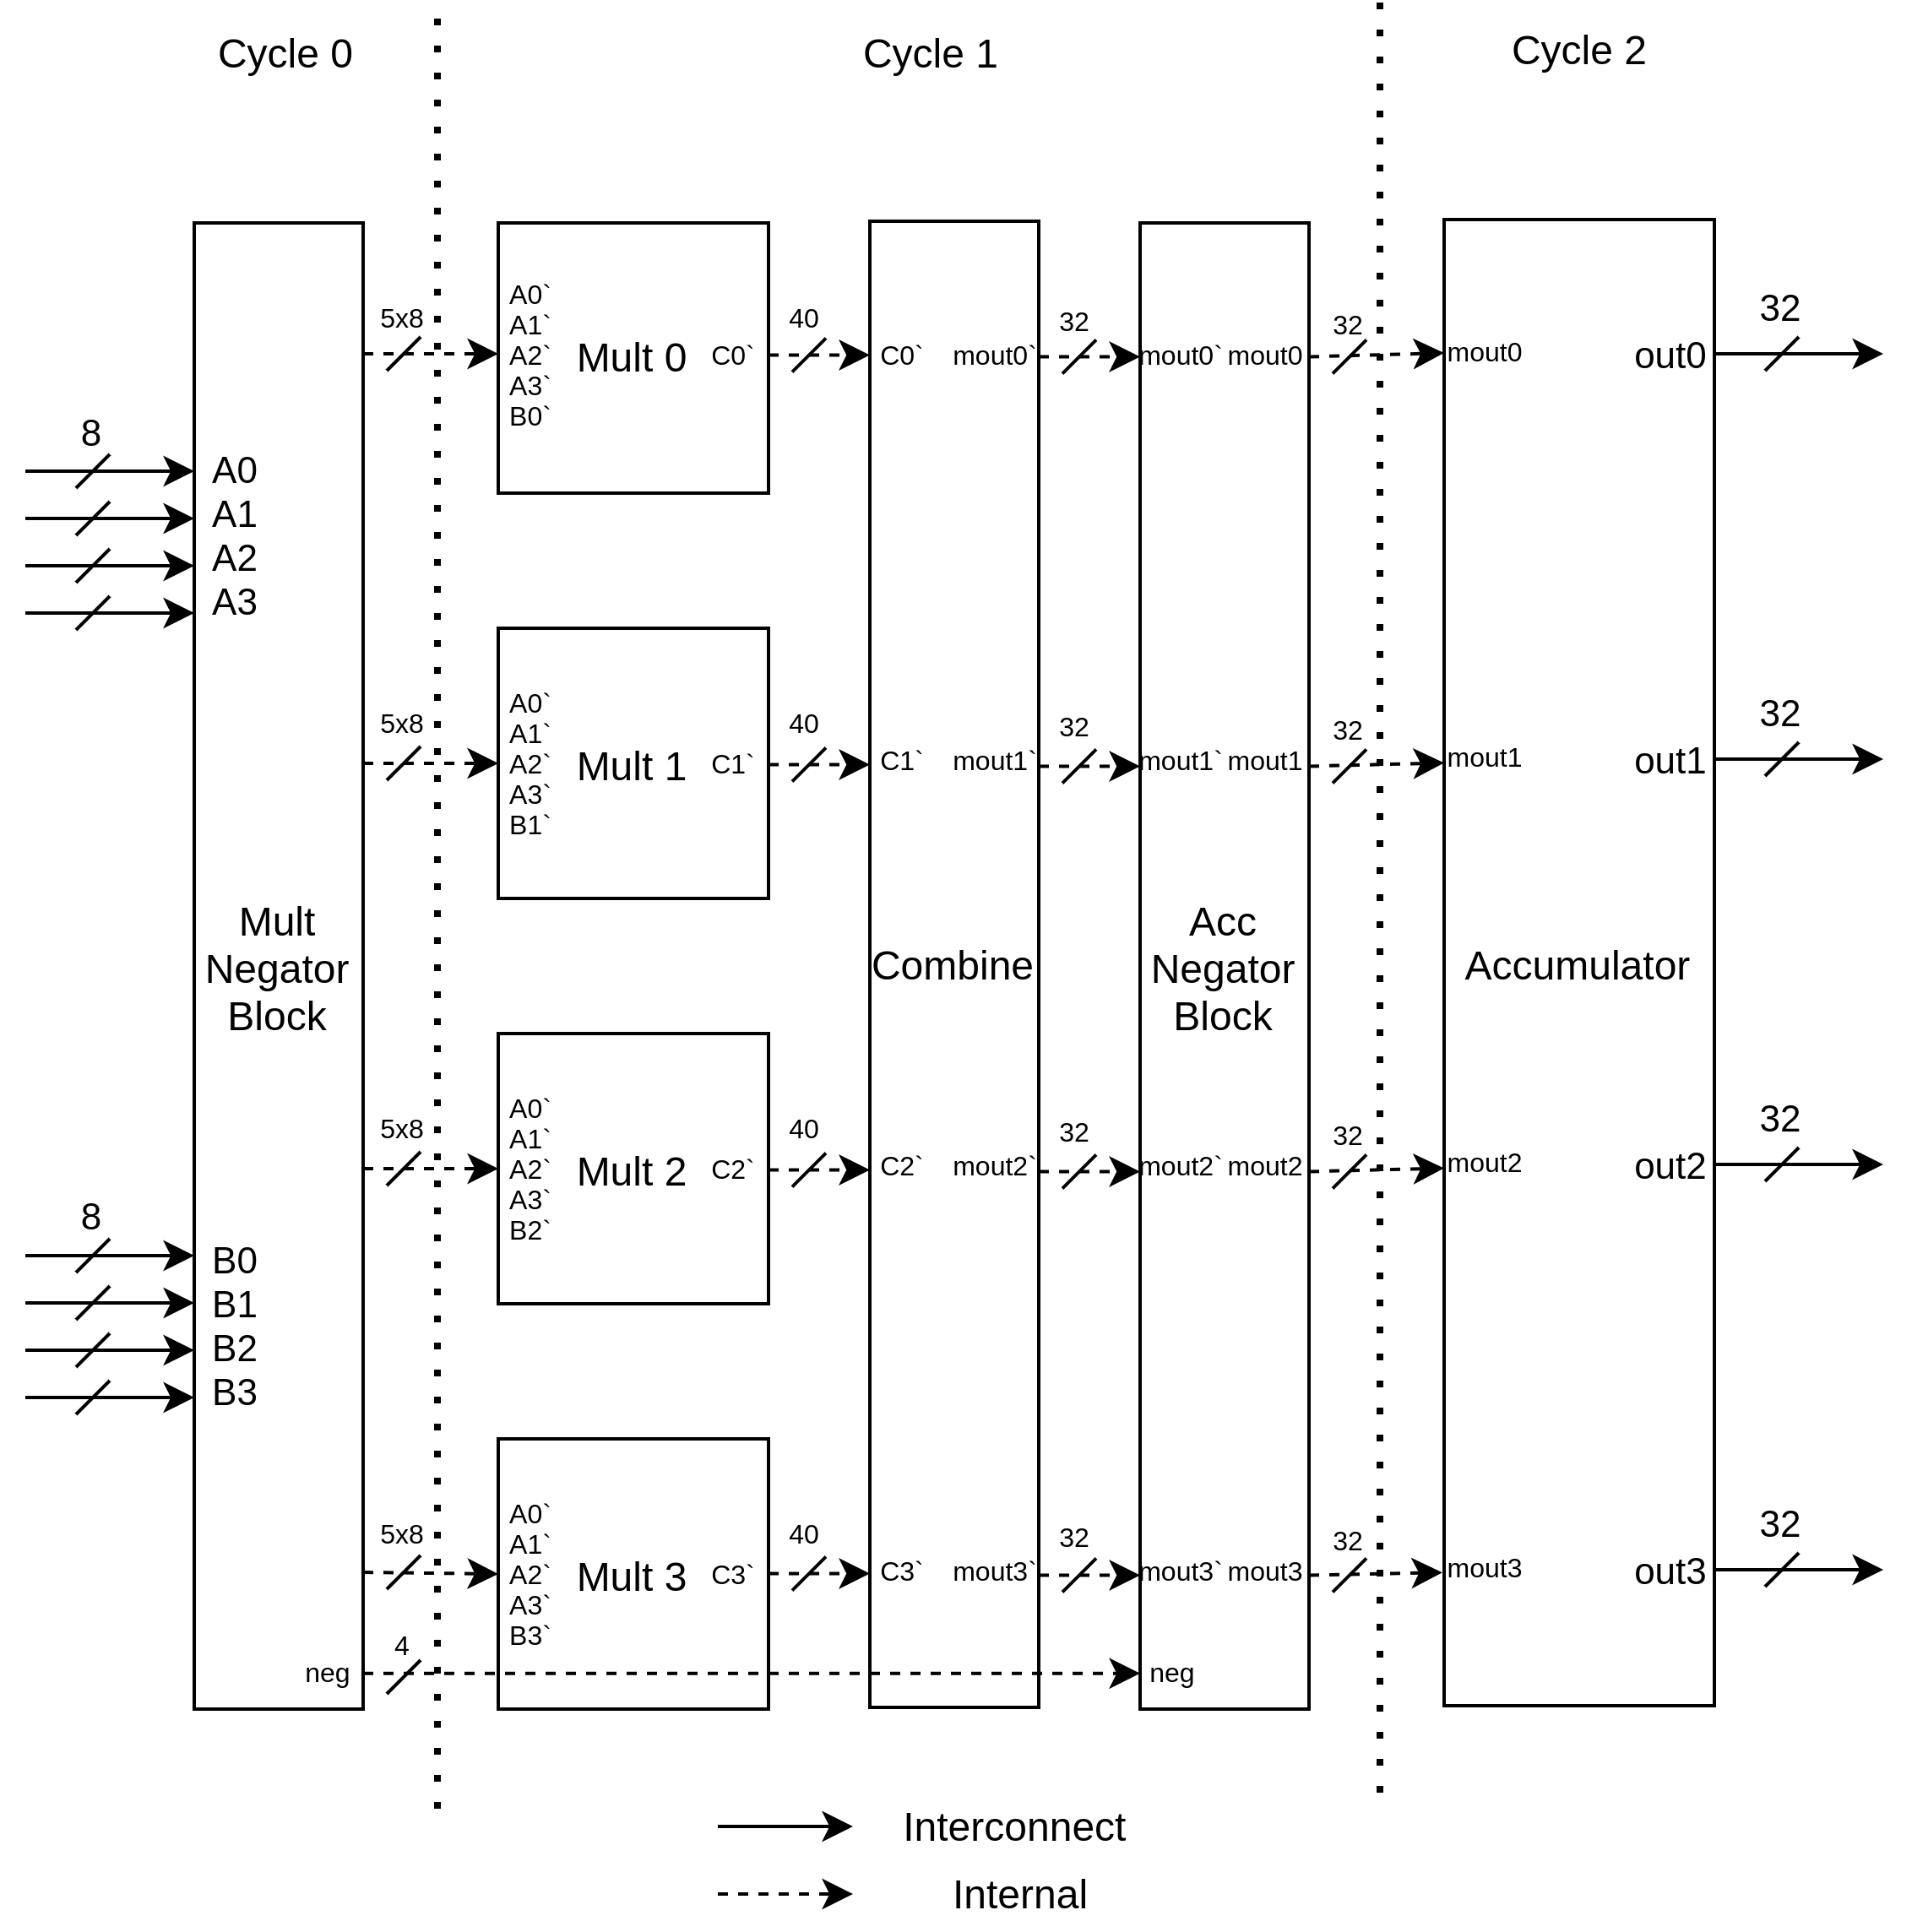 Cycle 0
Cycle 1
Cycle 2
8
A0
A1
A2
A3
8
B0
B1
B2
B3
Mult
Negator
Block
neg
5x8
5x8
5x8
5x8
4
A0`
A1`
A2`
A3`
B0`
Mult 0
C0`
A0`
A1`
A2`
A3`
B1`
Mult 1
C1`
A0`
A1`
A2`
A3`
B2`
Mult 2
C2`
A0`
A1`
A2`
A3`
B3`
Mult 3
C3`
40
40
40
40
C0`
mout0`
C1`
mout1`
Combine
C2`
mout2`
C3`
mout3`
32
32
32
32
mout0`
mout0
mout1`
mout1
Acc
Negator
Block
mout2`
mout2
mout3`
mout3
neg
32
32
32
32
mout0
out0
mout1
out1
Accumulator
mout2
out2
mout3
out3
32
32
32
32
Interconnect
Internal